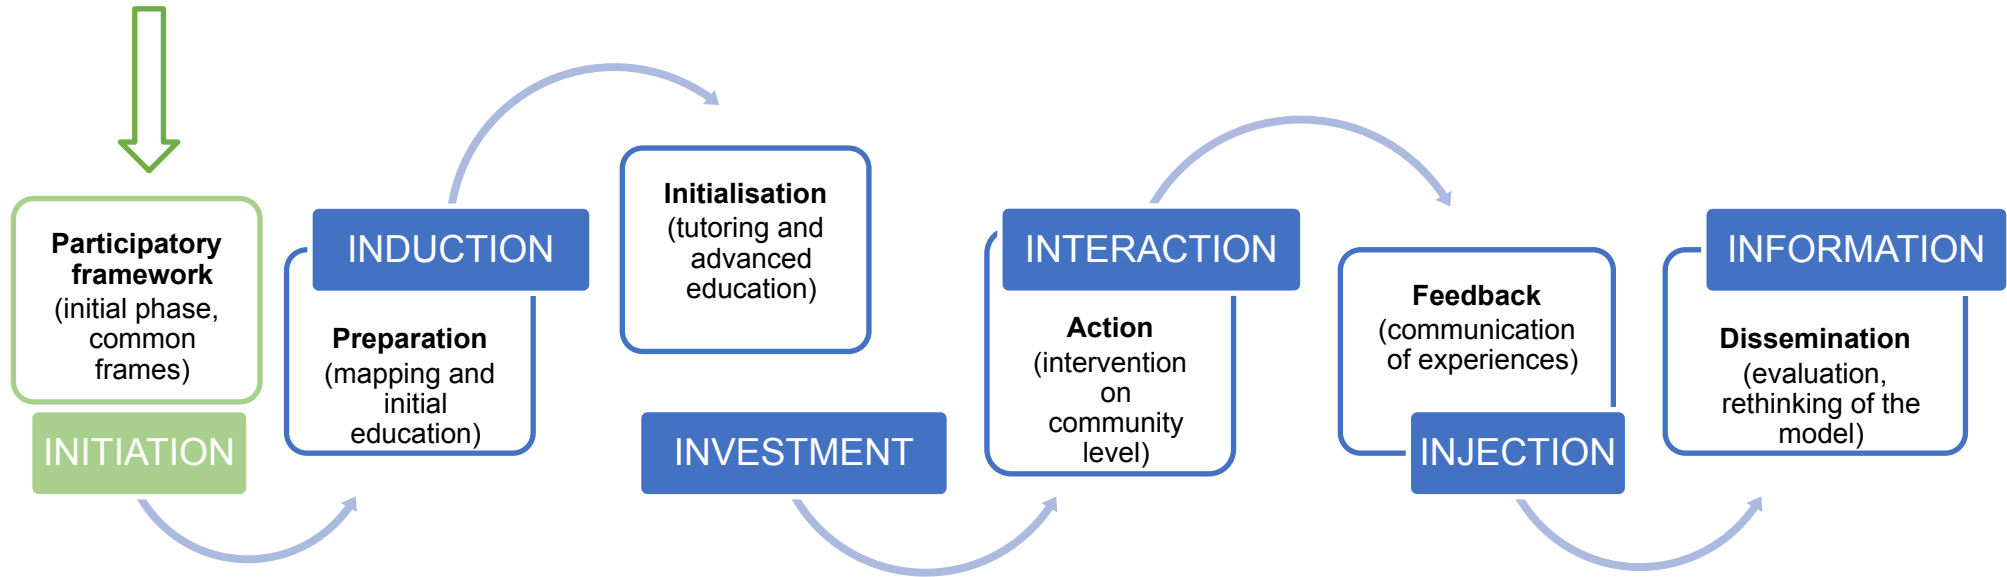 Participatory
framework
(initial phase,
common
frames)
INITIATION
INDUCTION
Preparation
(mapping and
initial
education)
Initialisation
(tutoring and
advanced
education)
INVESTMENT
INTERACTION
Action
(intervention
on
community
level)
Feedback
(communication
of experiences)
INJECTION
INFORMATION
Dissemination
(evaluation,
rethinking of the
model)